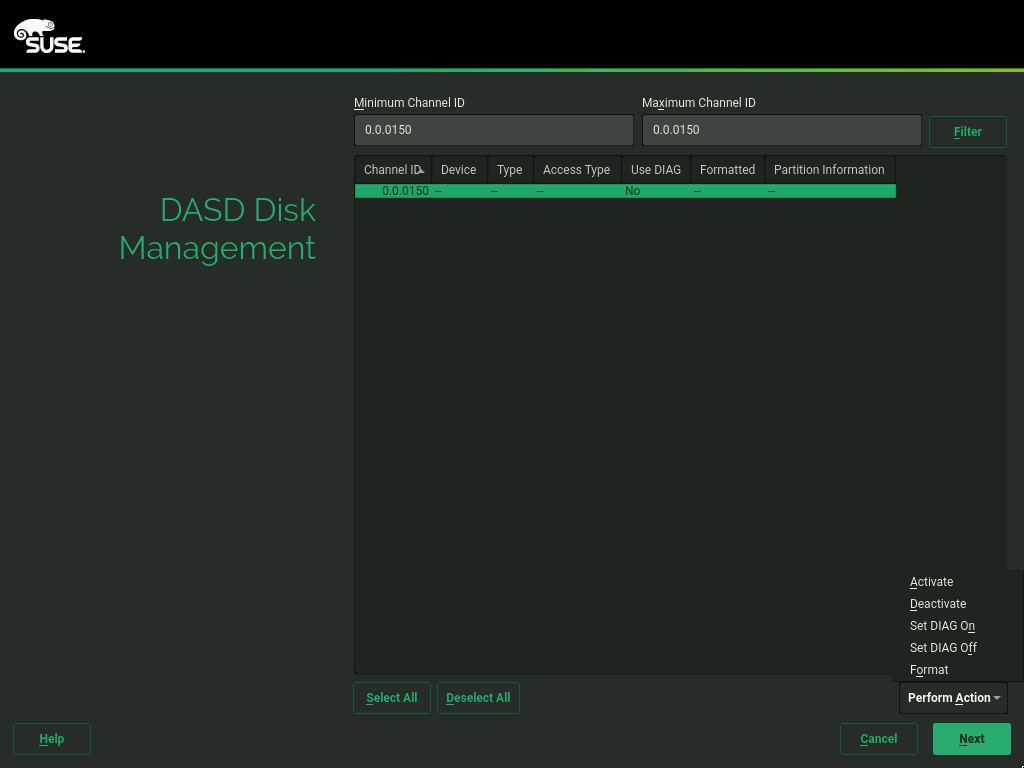 SUSE.
Minimum Channel ID Maximum Channel ID
0.0.0150 0.0.0150 Filter
Channel ID Device Type Access Type Use DIAG Formatted Partition Information
0.0.0150 -- -- -- No -- --
DASD Disk
Management
Activate
Deactivate
Set DIAG On
Set DIAG Off
Format
Select All Deselect All Perform Action
Help Cancel Next